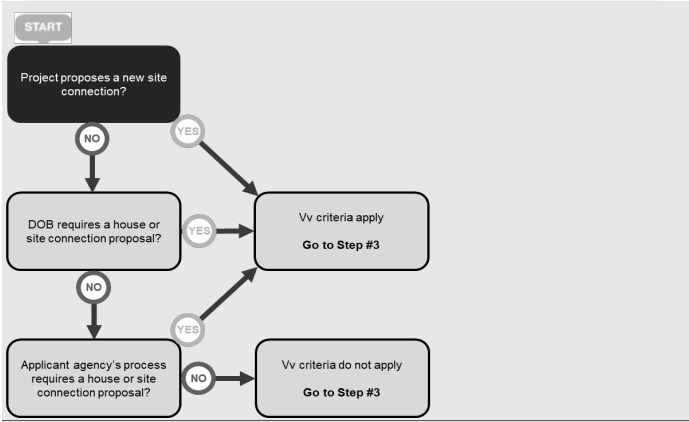 START
Project proposes a new site
connection?
NO
YES
DOB requires a house or
site connection proposal?
YES
Vv criteria apply
Go to Step #3
NO
YES
Applicant agency's process
requires a house or site
connection proposal?
NO
Vv criteria do not apply
Go to Step #3